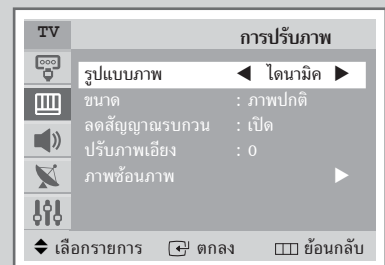 TV การปรับภาพ
รูปแบบภาพ ◀ ไดนามิค ▶
ขนาด : ภาพปกติ
ลดสัญญาณรบกวน : เปิด
ปรับภาพเอียง : 0
ภาพซ้อนภาพ ▶
เลือกรายการ ตกลง ย้อนกลับ